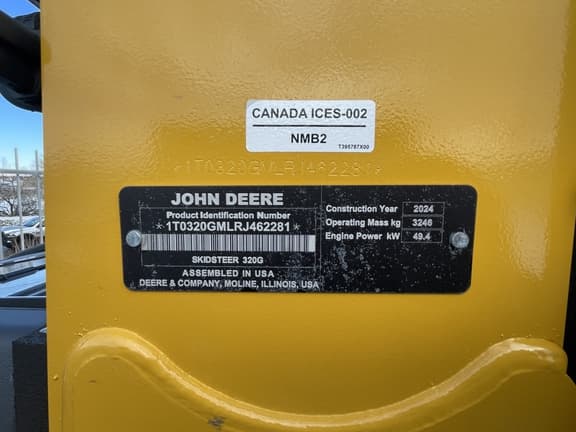 CANADA ICES-002
NMB2
T395787X00
*1T0320GMLRJ462281*
JOHN DEERE
Product Identification Number
*1T0320GMLRJ462281*
SKIDSTEER 320G
ASSEMBLED IN USA
DEERE & COMPANY, MOLINE, ILLINOIS, USA
Construction Year 2024
Operating Mass kg 3246
Engine Power kW 49.4